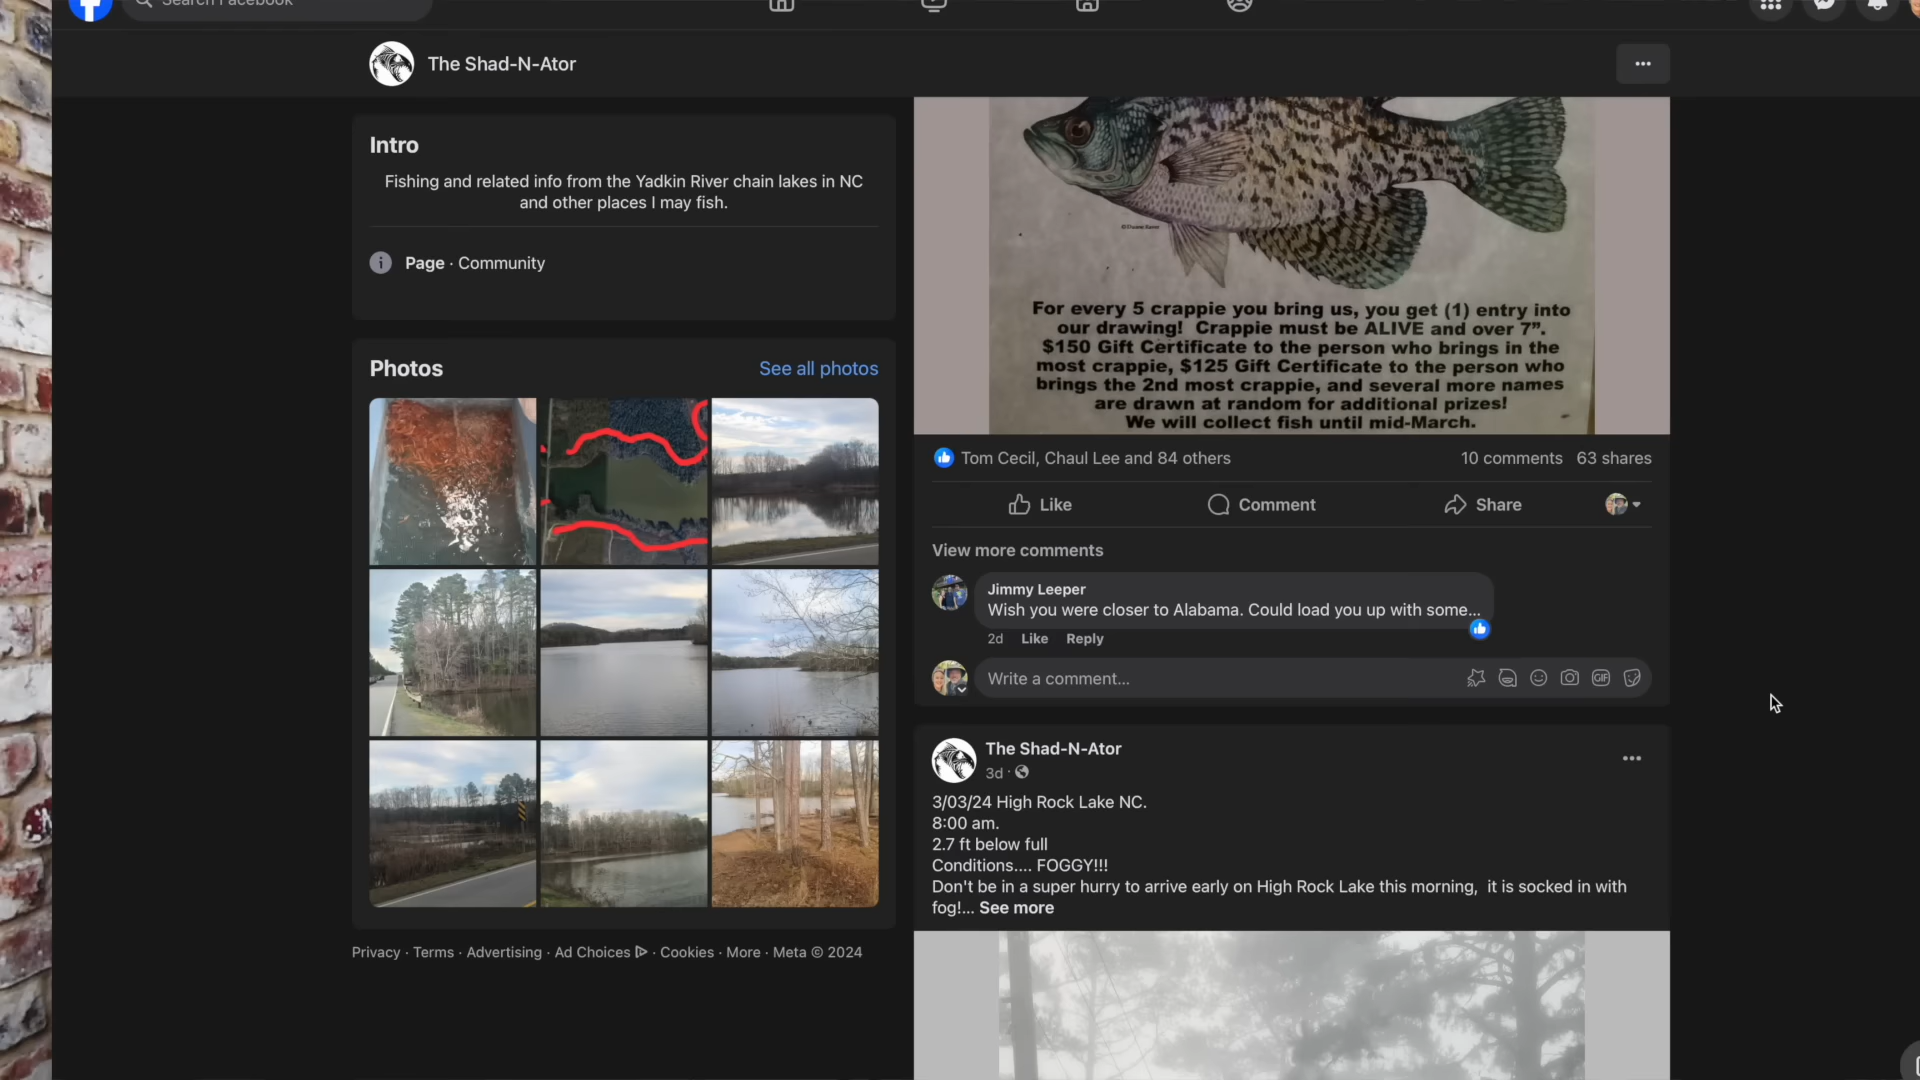 Search Facebook
The Shad-N-Ator
Intro
Fishing and related info from the Yadkin River chain lakes in NC
and other places I may fish.
Page · Community
Photos
See all photos
Privacy · Terms · Advertising · Ad Choices · Cookies · More · Meta © 2024
For every 5 crappie you bring us, you get (1) entry into
our drawing! Crappie must be ALIVE and over 7”.
$150 Gift Certificate to the person who brings in the
most crappie, $125 Gift Certificate to the person who
brings the 2nd most crappie, and several more names
are drawn at random for additional prizes!
We will collect fish until mid-March.
Tom Cecil, Chaul Lee and 84 others
10 comments 63 shares
Like
Comment
Share
View more comments
Jimmy Leeper
Wish you were closer to Alabama. Could load you up with some...
2d Like Reply
Write a comment...
GIF
The Shad-N-Ator
3d ·
3/03/24 High Rock Lake NC.
8:00 am.
2.7 ft below full
Conditions.... FOGGY!!!
Don't be in a super hurry to arrive early on High Rock Lake this morning, it is socked in with
fog!... See more